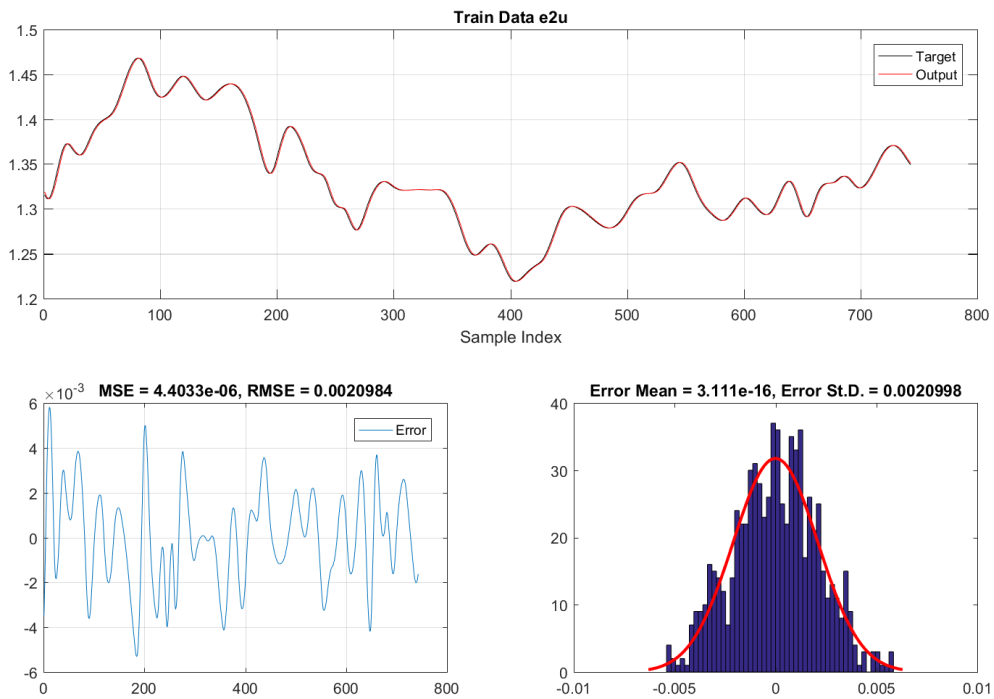 Train Data e2u
1.5
1.45
1.4
1.35
1.3
1.25
1.2
Target
Output
0 100 200 300 400 500 600 700 800
Sample Index
×10^-3
MSE = 4.4033e-06, RMSE = 0.0020984
6
4
2
0
-2
-4
-6
Error
0 200 400 600 800
Error Mean = 3.111e-16, Error St.D. = 0.0020998
40
30
20
10
0
-0.01 -0.005 0 0.005 0.01